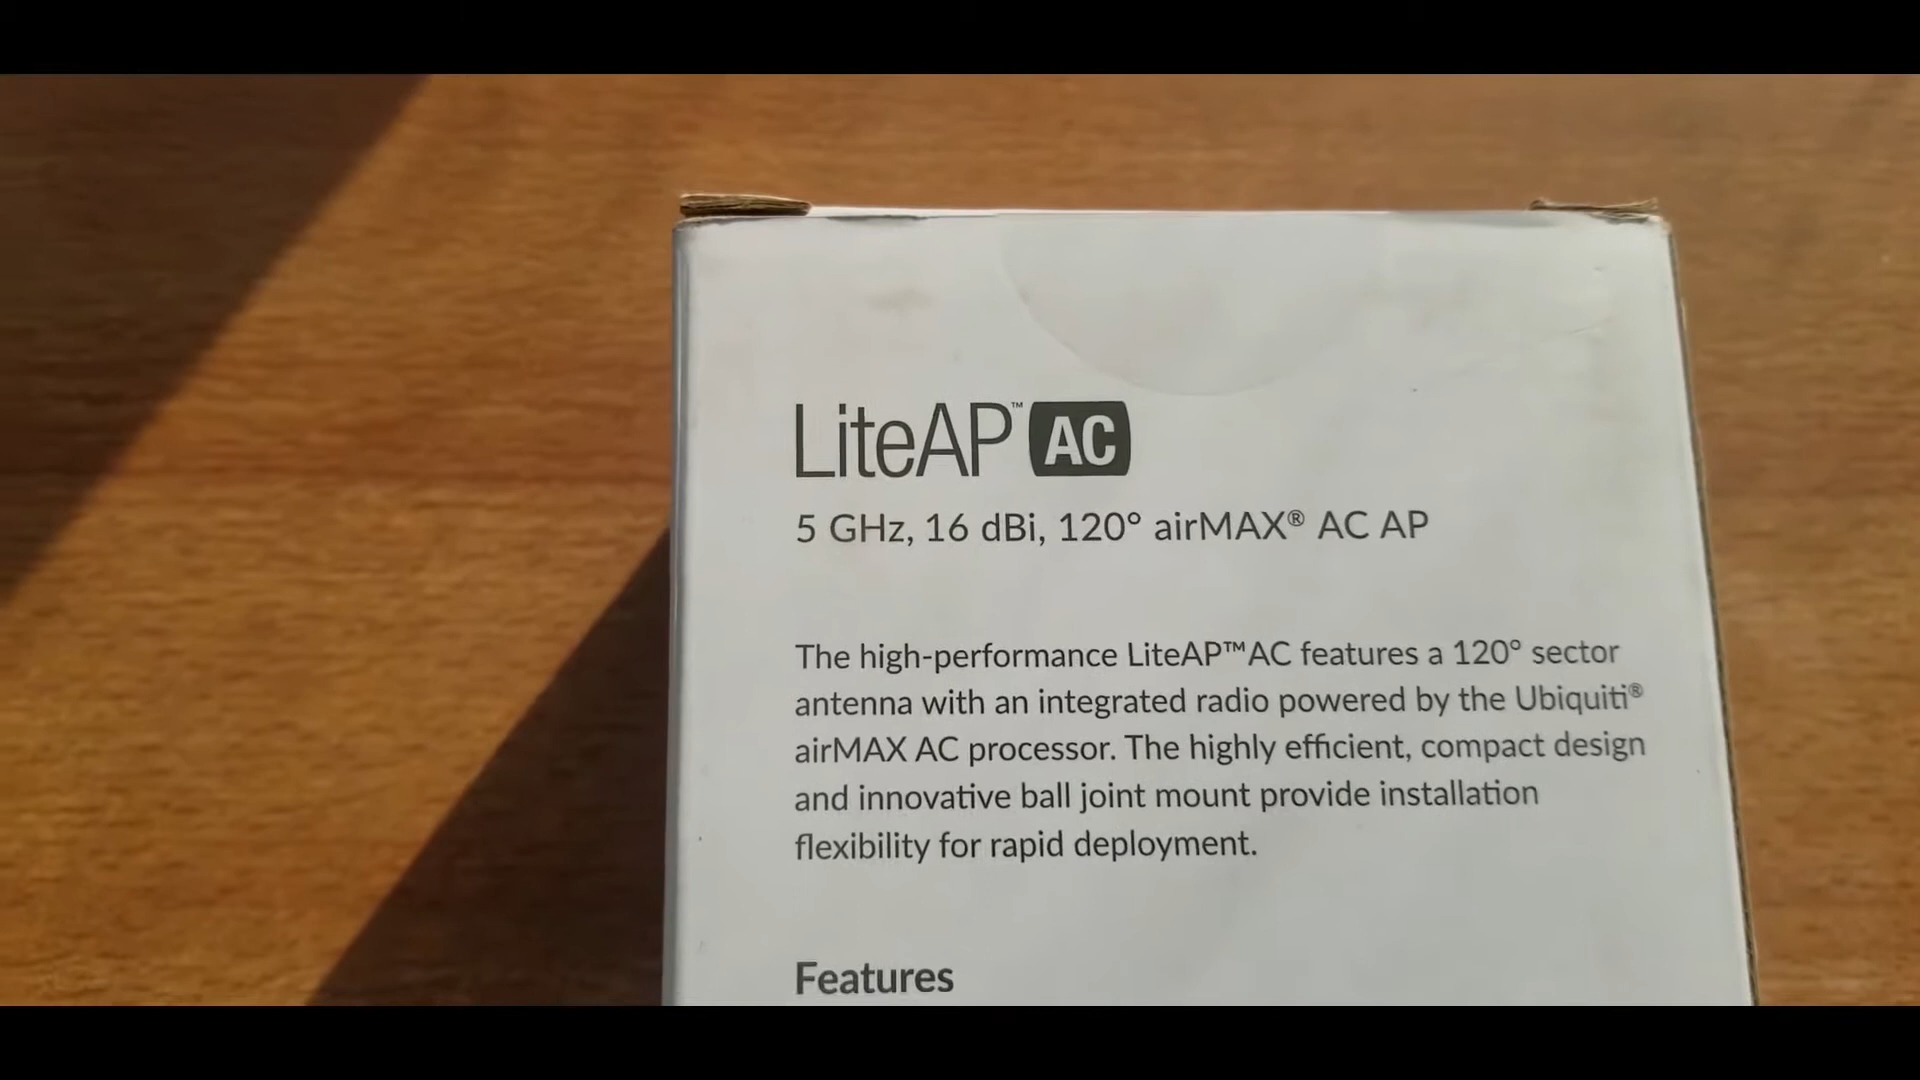 LiteAP™ AC
5 GHz, 16 dBi, 120° airMAX® AC AP
The high-performance LiteAP™AC features a 120° sector
antenna with an integrated radio powered by the Ubiquiti®
airMAX AC processor. The highly efficient, compact design
and innovative ball joint mount provide installation
flexibility for rapid deployment.
Features